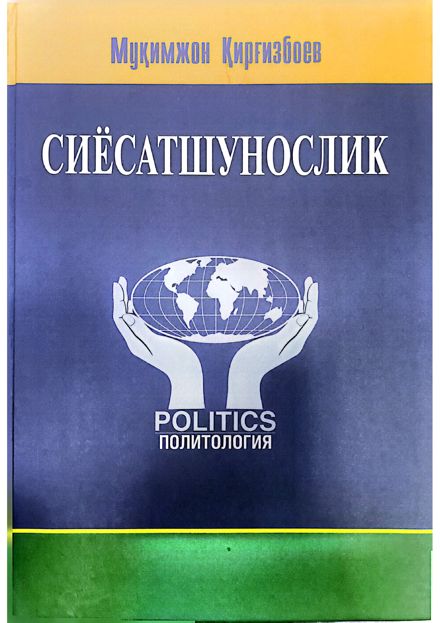 Муқимжон Қирғизбоев
СИЁСАТШУНОСЛИК
POLITICS
ПОЛИТОЛОГИЯ